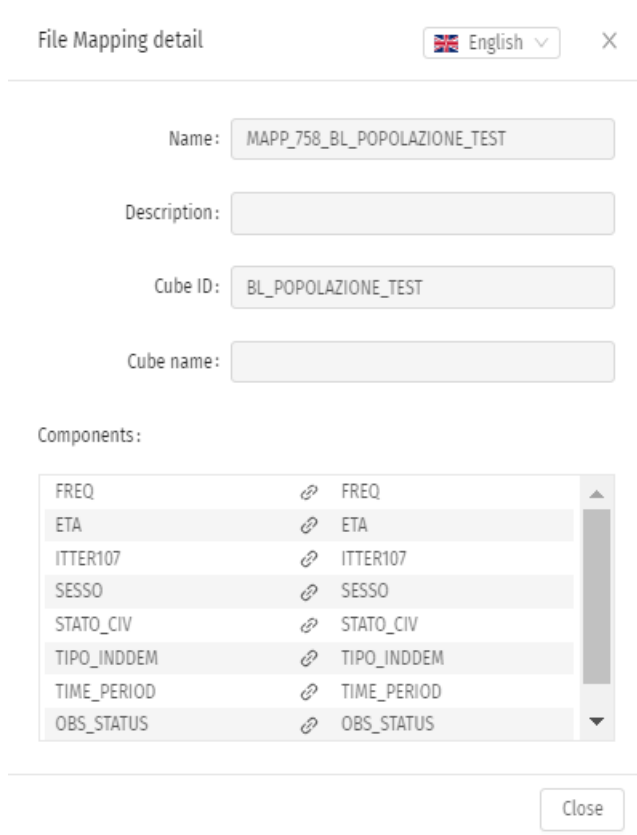 File Mapping detail English
Name: MAPP_758_BL_POPOLAZIONE_TEST
Description:
Cube ID: BL_POPOLAZIONE_TEST
Cube name:
Components:
FREQ FREQ
ETA ETA
ITTER107 ITTER107
SESSO SESSO
STATO_CIV STATO_CIV
TIPO_INDDEM TIPO_INDDEM
TIME_PERIOD TIME_PERIOD
OBS_STATUS OBS_STATUS
Close